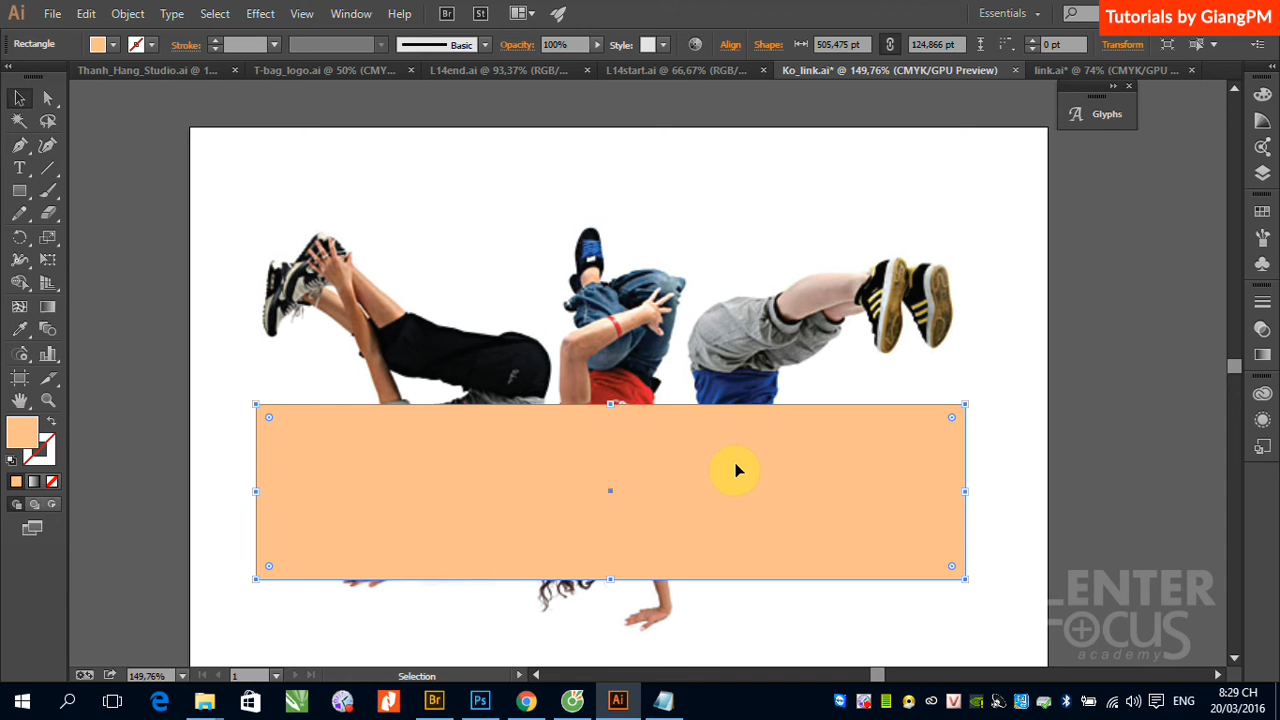 Ai File Edit Object Type Select Effect View Window Help Br St Essentials
Tutorials by GiangPM
Rectangle Stroke: Basic Opacity: 100% Style: Align Shape: 505,475 pt 124,866 pt 0 pt Transform
Thanh_Hang_Studio.ai @ 1... × T-bag_logo.ai @ 50% (CMY... × L14end.ai @ 93,37% (RGB/... × L14start.ai @ 66,67% (RGB/... × Ko_link.ai* @ 149,76% (CMYK/GPU Preview) × link.ai* @ 74% (CMYK/GPU ... ×
A Glyphs
LENTER
FOCUS
academy
149,76% 1 Selection
Br Ps Ai ENG 8:29 CH
20/03/2016